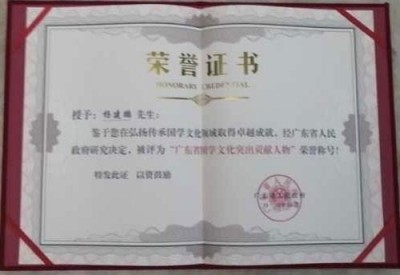 荣誉证书
HONORARY CREDENTIAL
授予：杨建 先生：
鉴于您在弘扬传承国学文化领域取得卓越成就，经广东省人民
政府研究决定，被评为“广东省国学文化突出贡献人物”荣誉称号！
特发此证 以资鼓励